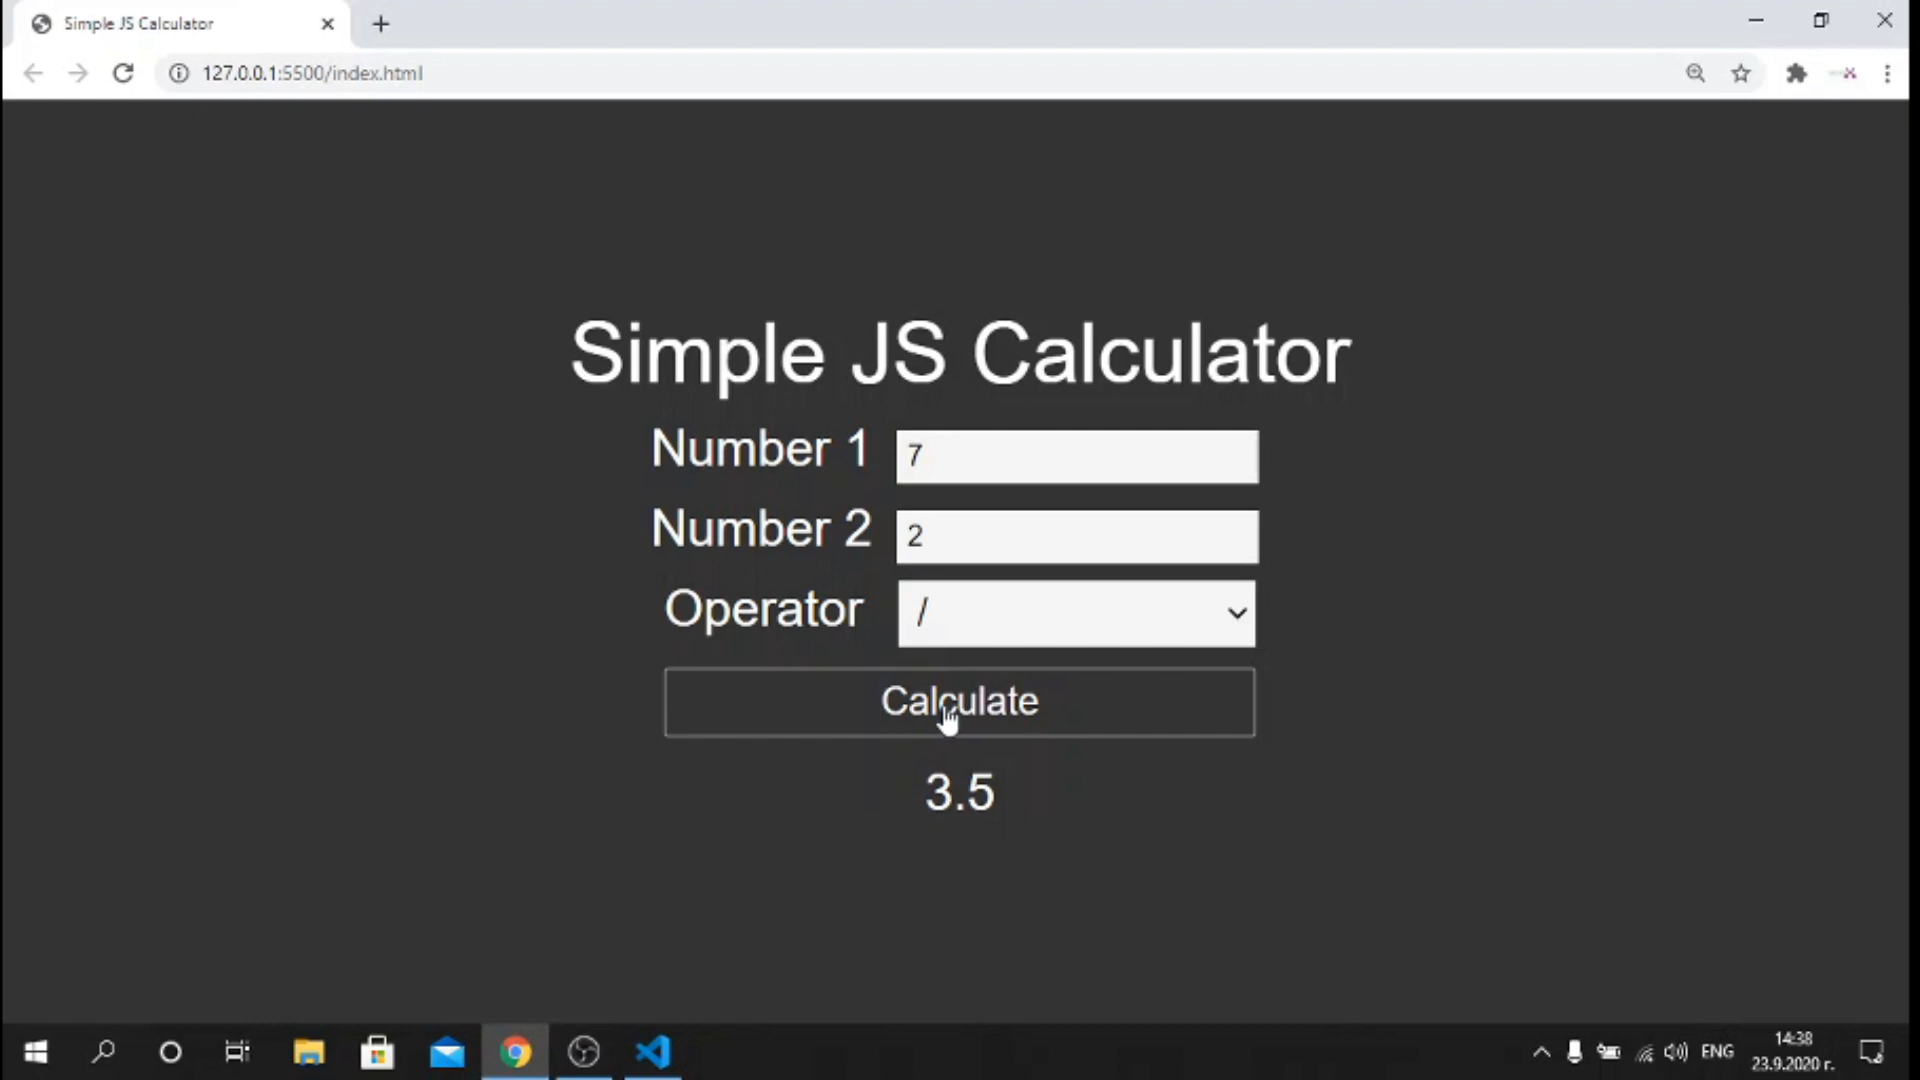 Simple JS Calculator
127.0.0.1:5500/index.html
Simple JS Calculator
Number 1 7
Number 2 2
Operator /
Calculate
3.5
ENG
14:38
23.9.2020 г.